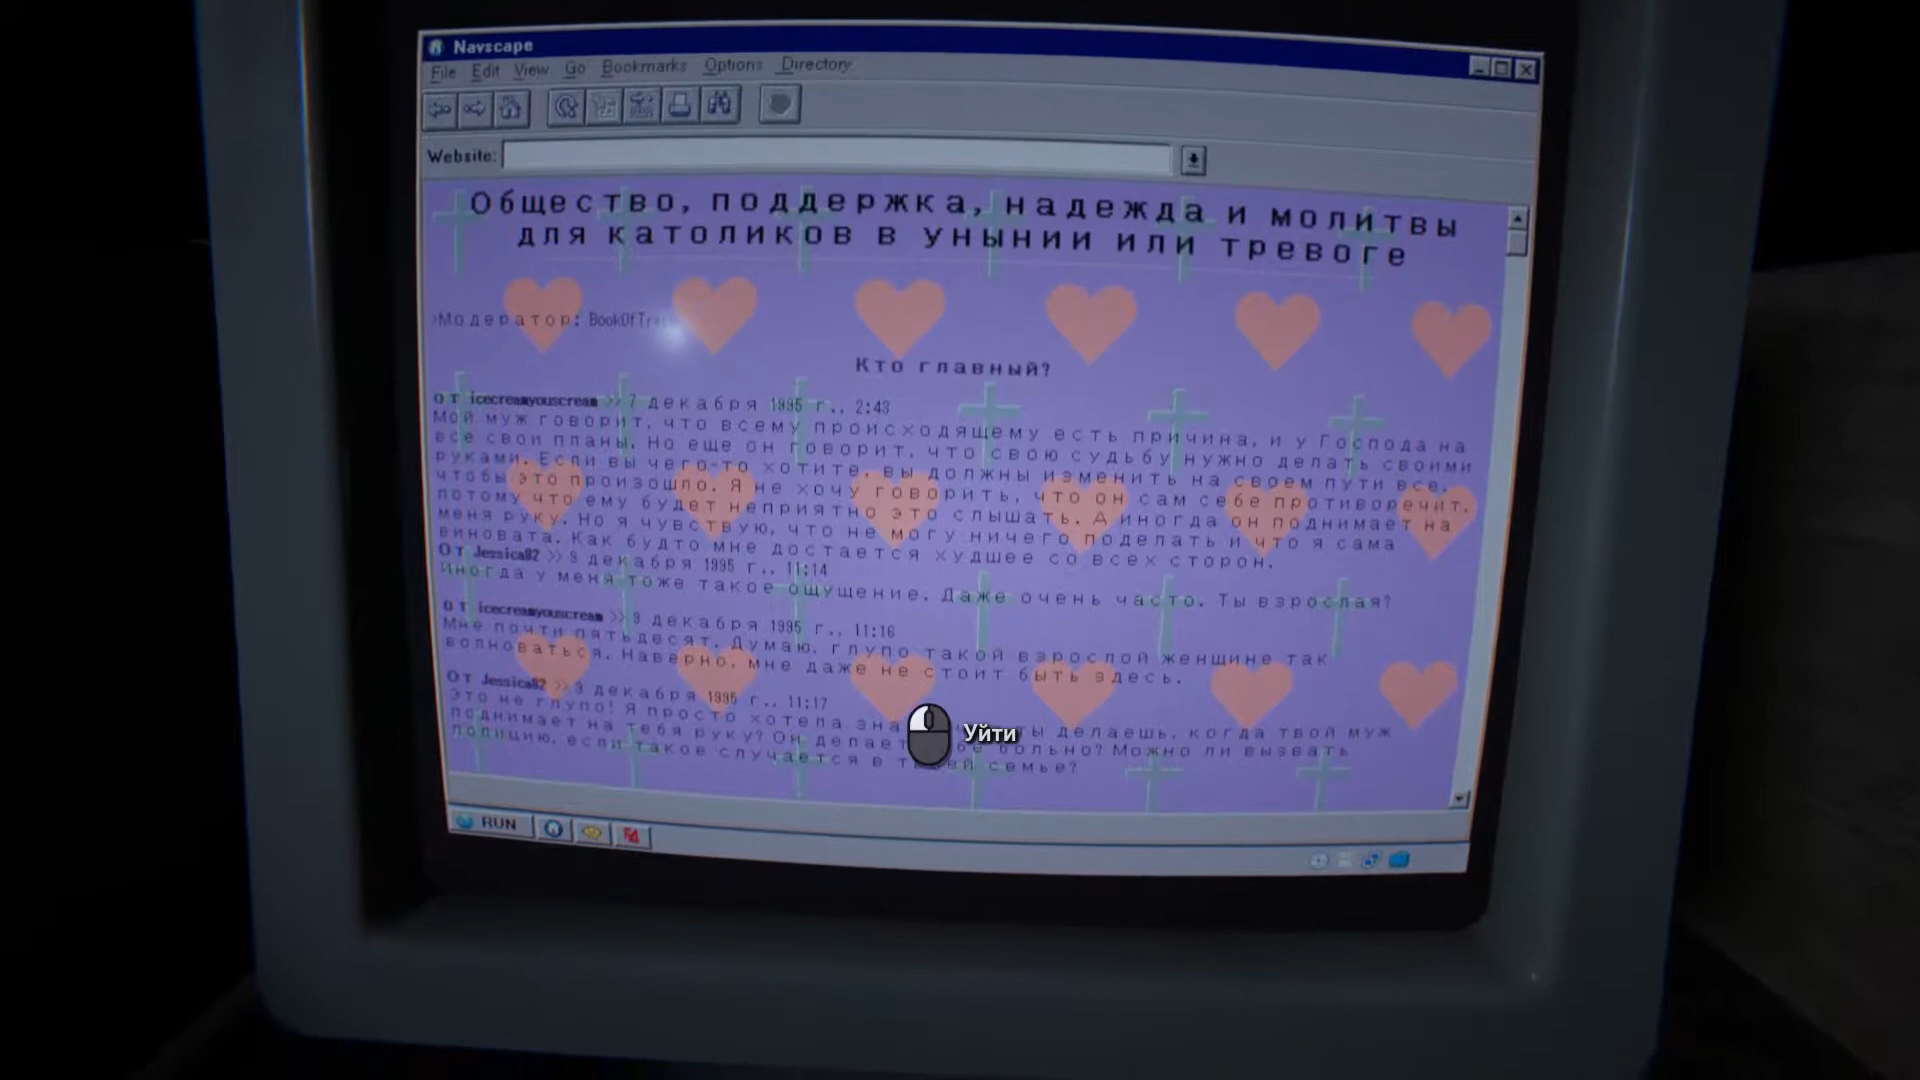 Navscape
File Edit View Go Bookmarks Options Directory
Website:
Общество, поддержка, надежда и молитвы
для католиков в унынии или тревоге
>Модератор: BookOfTra
Кто главный?
от icecreamyouscream >> 7 декабря 1995 г., 2:43
Мой муж говорит, что всему происходящему есть причина, и у Господа на
все свои планы. Но еще он говорит, что свою судьбу нужно делать своими
руками. Если вы чего-то хотите, вы должны изменить на своем пути все,
чтобы это произошло. Я не хочу говорить, что он сам себе противоречит,
потому что ему будет неприятно это слышать. А иногда он поднимает на
меня руку. Но я чувствую, что не могу ничего поделать и что я сама
виновата. Как будто мне достается худшее со всех сторон.
От Jessica82 >> 9 декабря 1995 г., 11:14
Иногда у меня тоже такое ощущение. Даже очень часто. Ты взрослая?
от icecreamyouscream >> 9 декабря 1995 г., 11:16
Мне почти пятьдесят. Думаю, глупо такой взрослой женщине так
волноваться. Наверно, мне даже не стоит быть здесь.
От Jessica82 >> 9 декабря 1995 г., 11:17
Это не глупо! Я просто хотела зна ты делаешь, когда твой муж
поднимает на тебя руку? Он делает бе больно? Можно ли вызвать
полицию, если такое случается в твоей семье?
Уйти
RUN